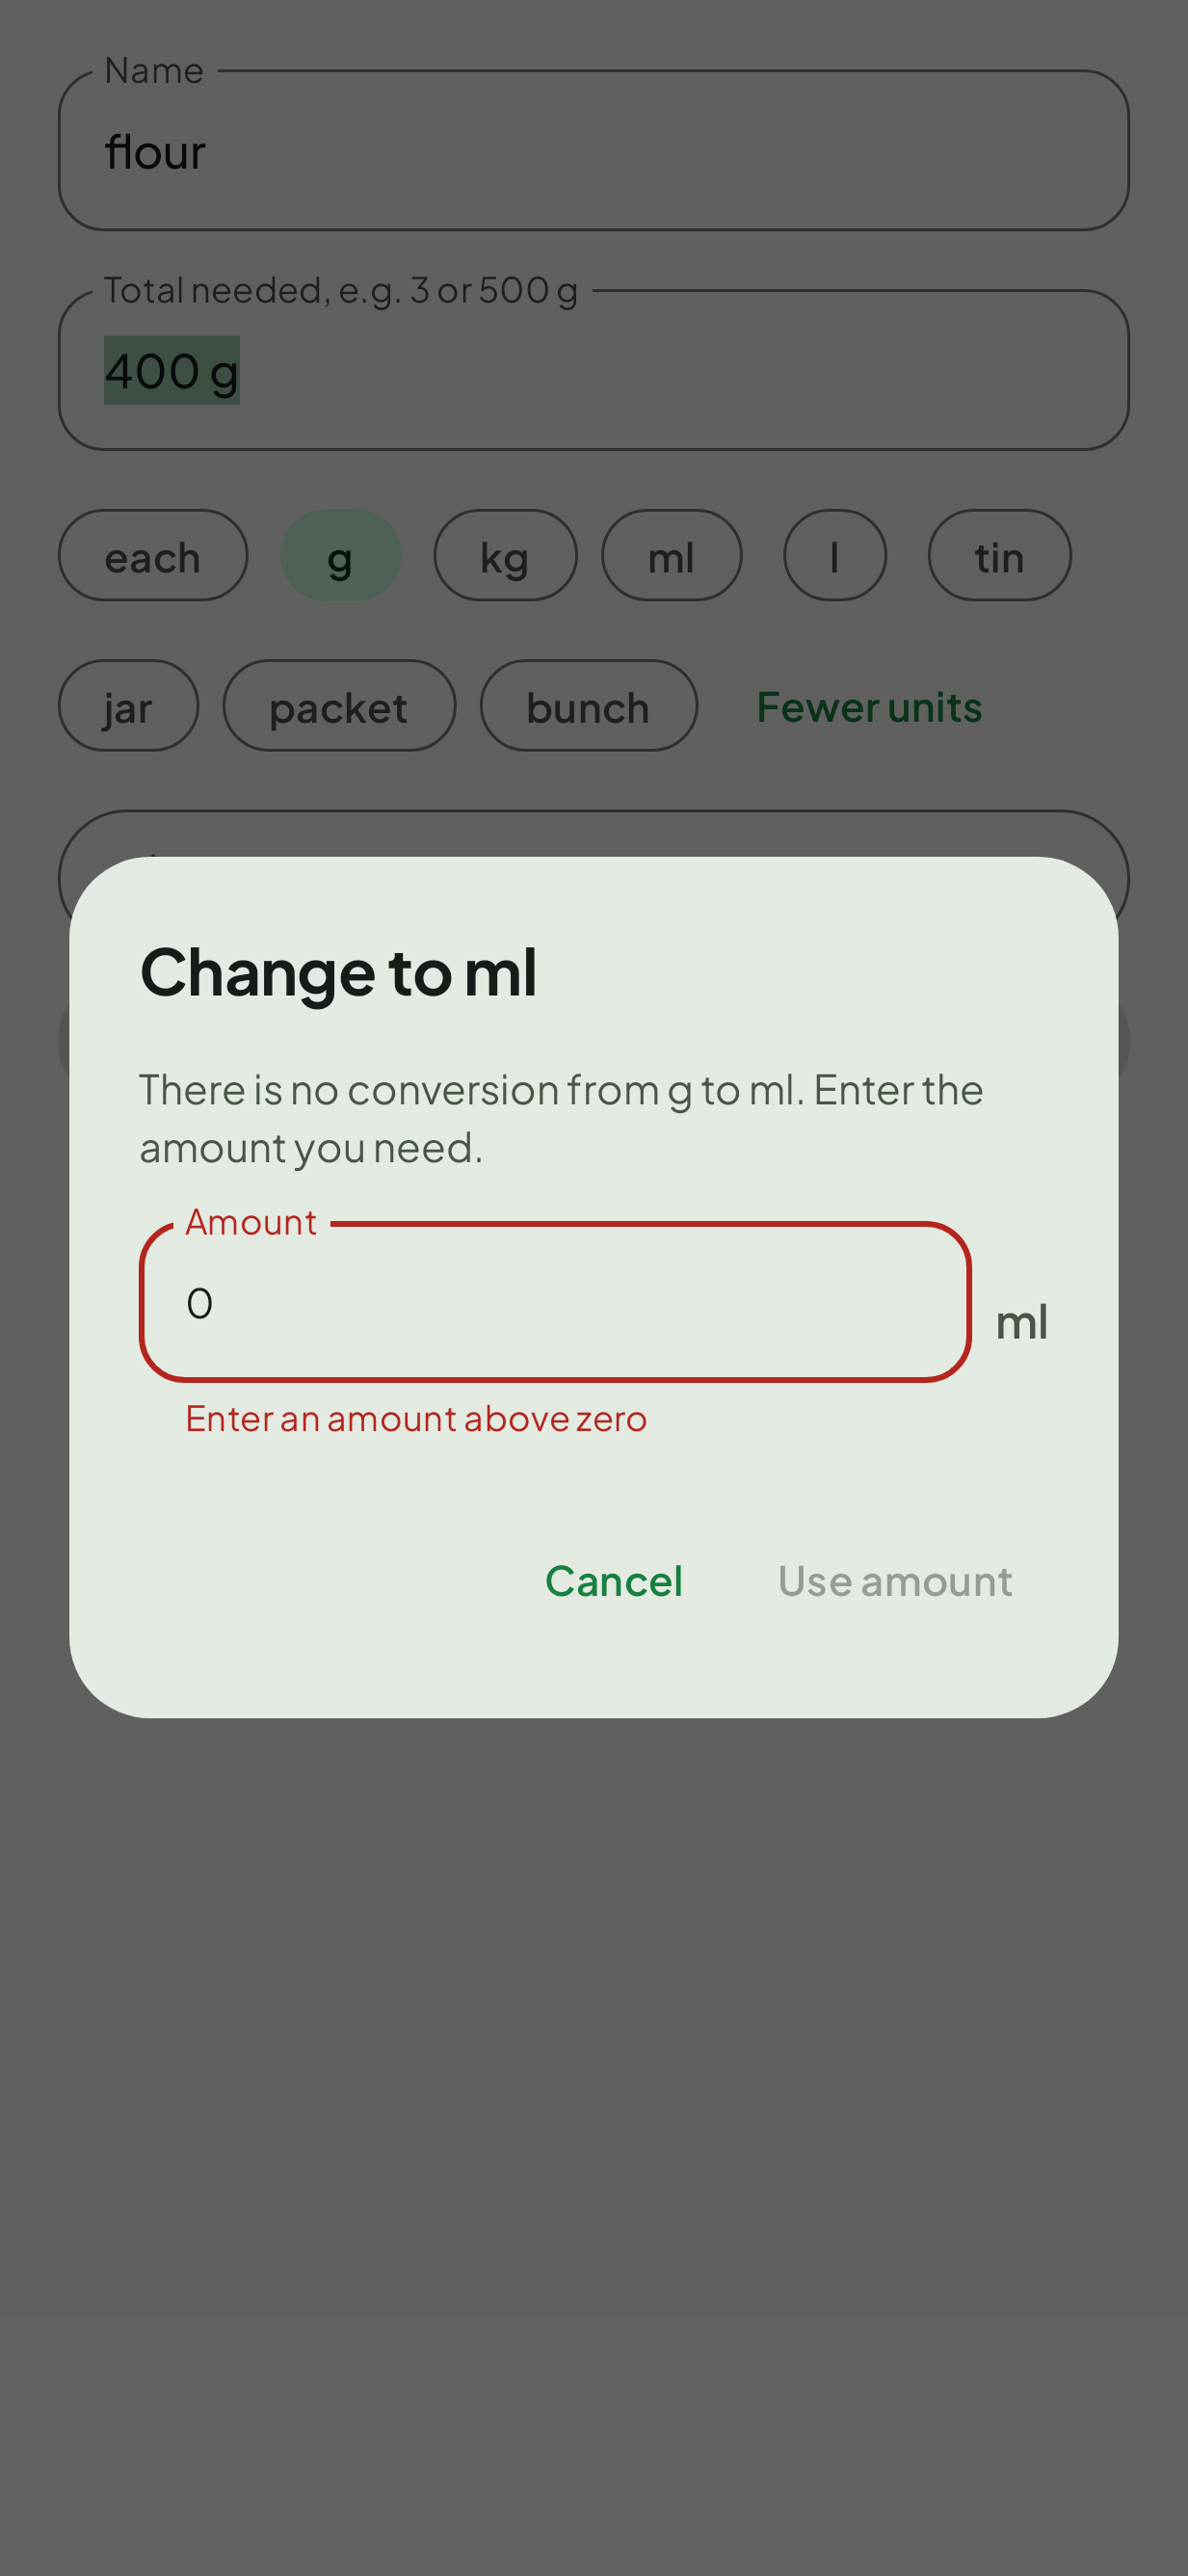 Name
flour
Total needed, e.g. 3 or 500 g
400 g
each g kg ml l tin
jar packet bunch Fewer units
Change to ml
There is no conversion from g to ml. Enter the
amount you need.
Amount
0
ml
Enter an amount above zero
Cancel Use amount